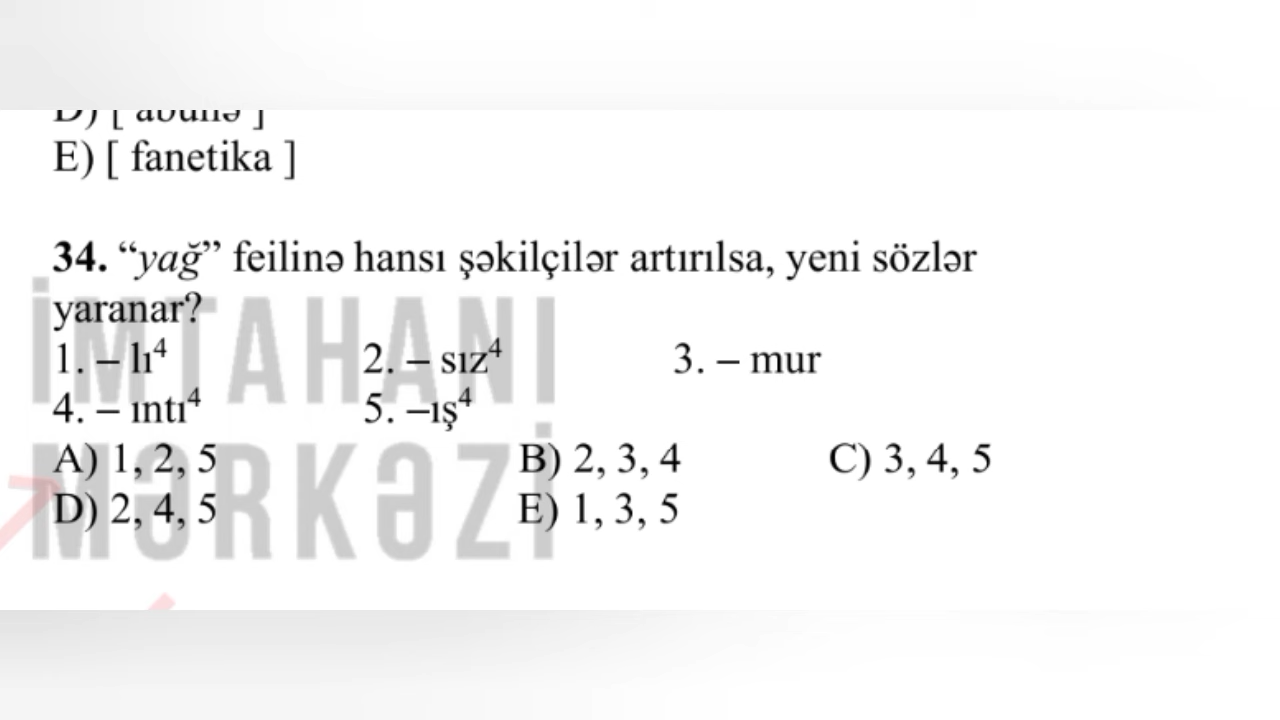 E) [ fanetika ]
34. “yağ” feilinə hansı şəkilçilər artırılsa, yeni sözlər
yaranar?
1. – lı⁴ 2. – sız⁴ 3. – mur
4. – ıntı⁴ 5. –ış⁴
A) 1, 2, 5 B) 2, 3, 4 C) 3, 4, 5
D) 2, 4, 5 E) 1, 3, 5
İMTAHANI
MƏRKƏZİ